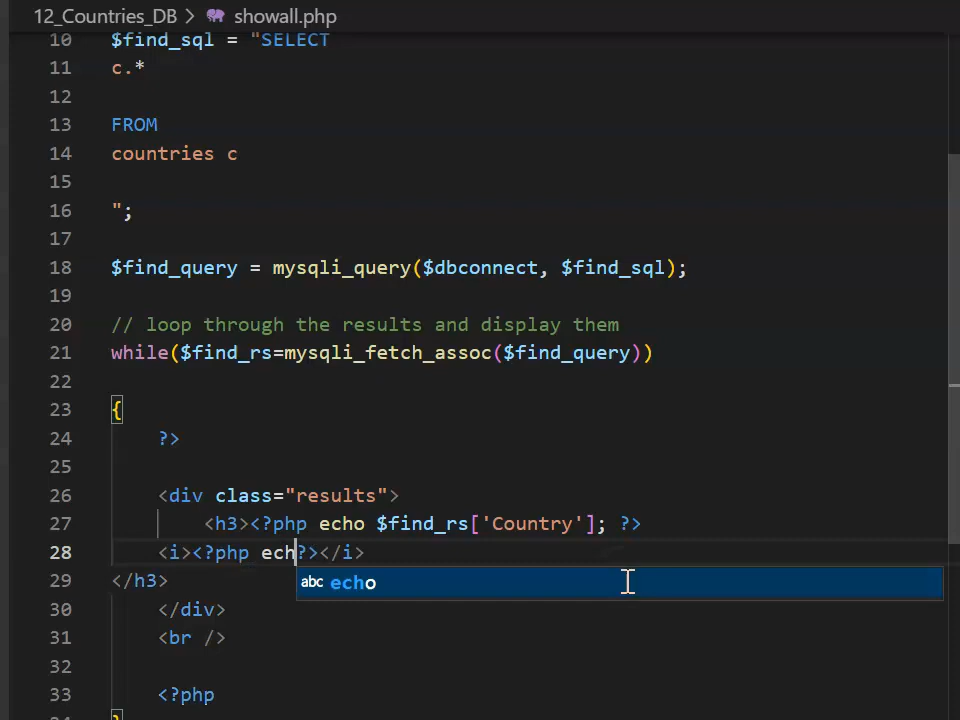 12_Countries_DB > showall.php
10 $find_sql = "SELECT
11 c.*
12
13 FROM
14 countries c
15
16 ";
17
18 $find_query = mysqli_query($dbconnect, $find_sql);
19
20 // loop through the results and display them
21 while($find_rs=mysqli_fetch_assoc($find_query))
22
23 {
24 ?>
25
26 <div class="results">
27 <h3><?php echo $find_rs['Country']; ?>
28 <i><?php ech?></i>
abc echo
29 </h3>
30 </div>
31 <br />
32
33 <?php